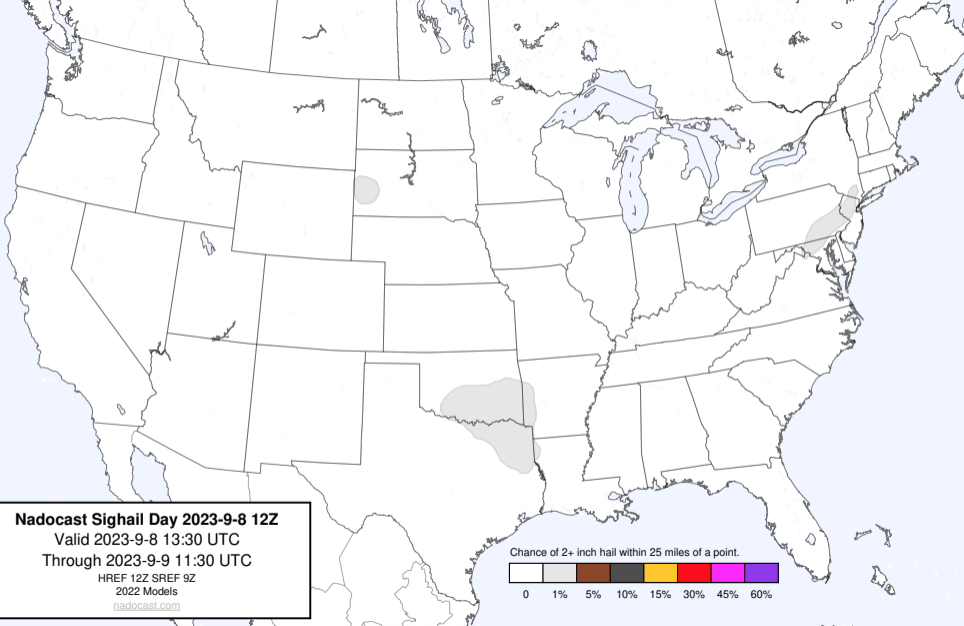 Nadocast Sighail Day 2023-9-8 12Z
Valid 2023-9-8 13:30 UTC
Through 2023-9-9 11:30 UTC
HREF 12Z SREF 9Z
2022 Models
nadocast.com
Chance of 2+ inch hail within 25 miles of a point.
0 1% 5% 10% 15% 30% 45% 60%